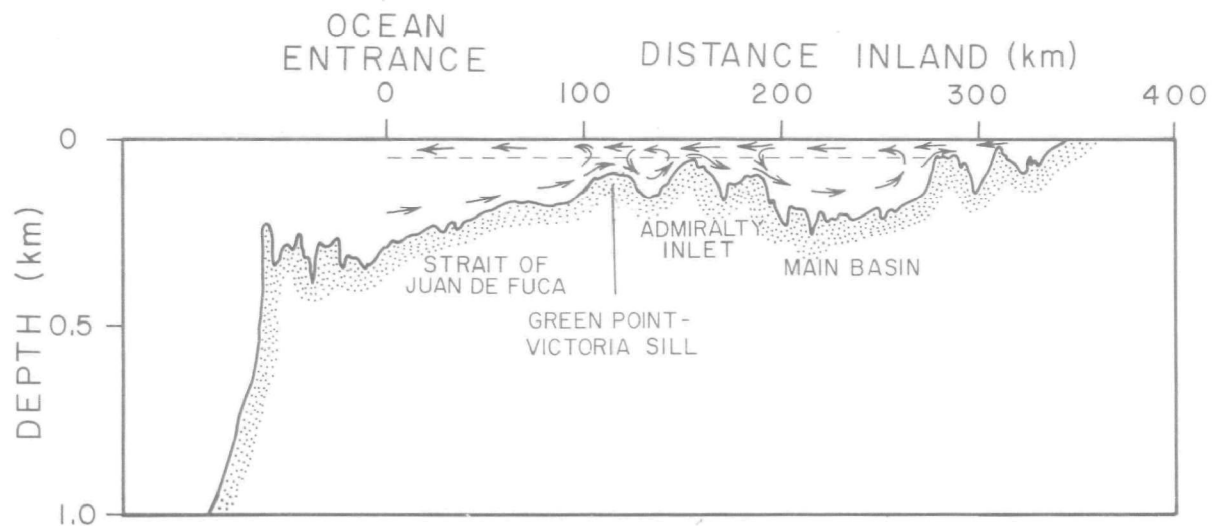 OCEAN
ENTRANCE
DISTANCE INLAND (km)
0 100 200 300 400
0
0.5
1.0
DEPTH (km)
STRAIT OF
JUAN DE FUCA
GREEN POINT-
VICTORIA SILL
ADMIRALTY
INLET
MAIN BASIN